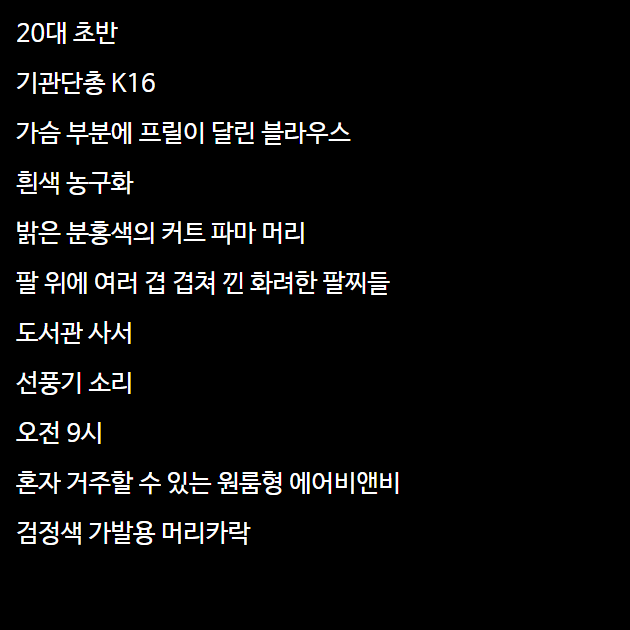 20대 초반
기관단총 K16
가슴 부분에 프릴이 달린 블라우스
흰색 농구화
밝은 분홍색의 커트 파마 머리
팔 위에 여러 겹 겹쳐 낀 화려한 팔찌들
도서관 사서
선풍기 소리
오전 9시
혼자 거주할 수 있는 원룸형 에어비앤비
검정색 가발용 머리카락